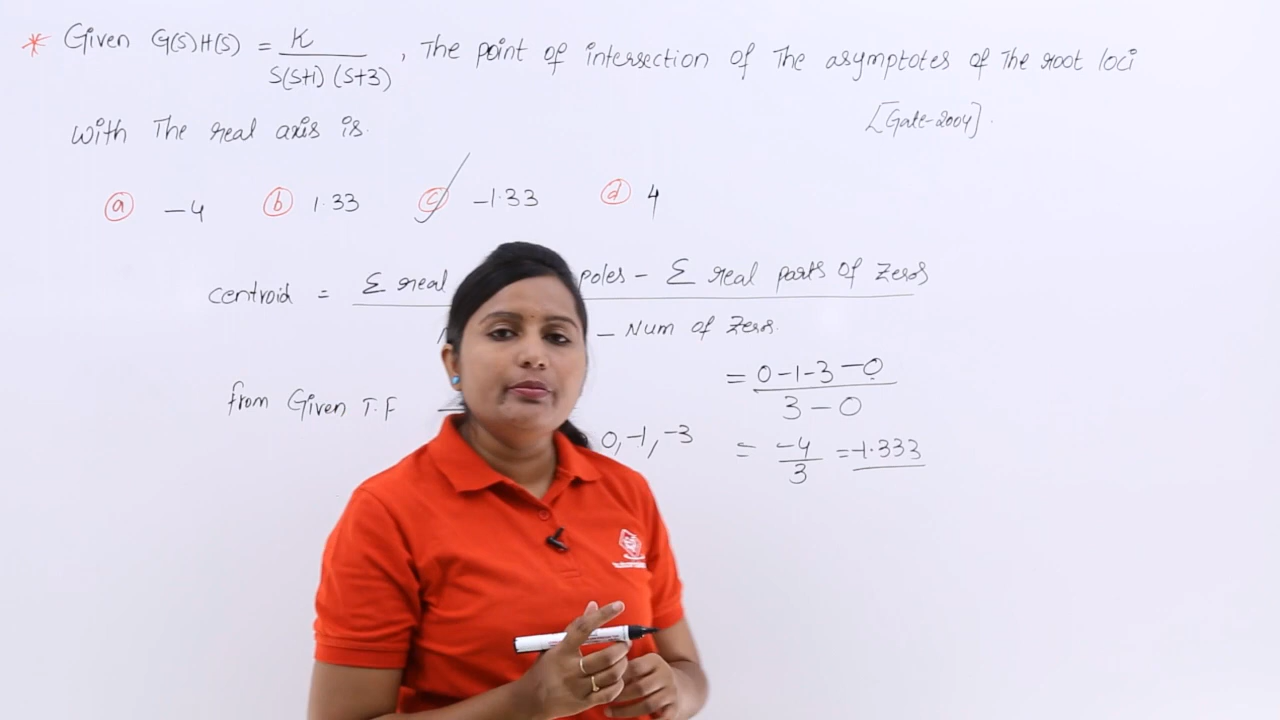 * Given G(S)H(S) = K / S(S+1)(S+3), The point of intersection of The asymptotes of The root loci
With The real axis is. [Gate-2004].
(a) -4 (b) 1.33 (c) -1.33 (d) 4
Centroid = Σ real poles - Σ real parts of Zeros
- Num of Zeros.
= 0-1-3-0 / 3-0
from Given T.F
0, -1, -3
= -4/3 = -1.333